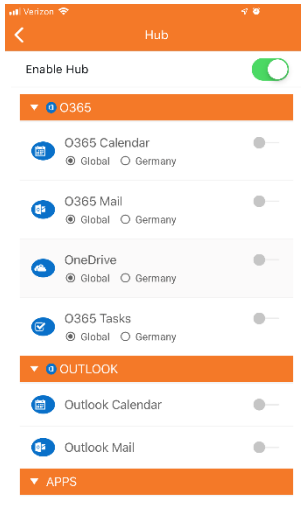 Verizon
Hub
Enable Hub
O365
O365 Calendar
Global Germany
O365 Mail
Global Germany
OneDrive
Global Germany
O365 Tasks
Global Germany
OUTLOOK
Outlook Calendar
Outlook Mail
APPS